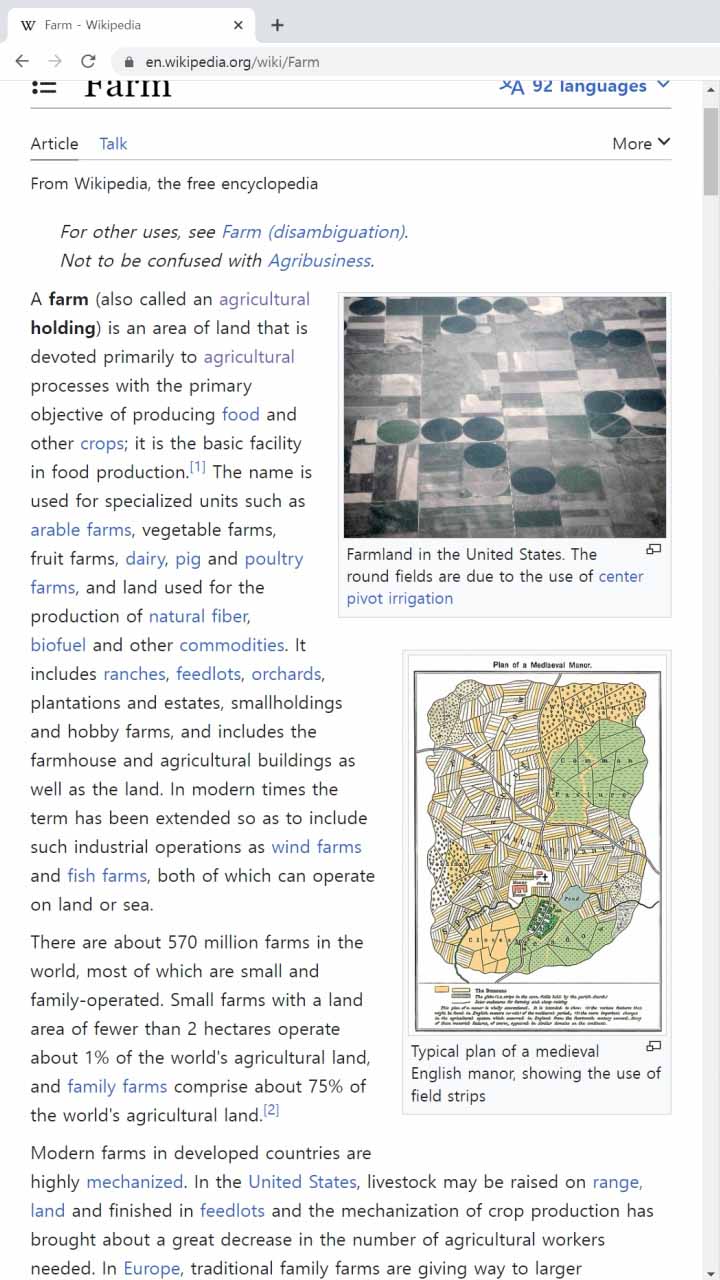 Farm - Wikipedia
en.wikipedia.org/wiki/Farm
Farm
92 languages
Article Talk More
From Wikipedia, the free encyclopedia
For other uses, see Farm (disambiguation).
Not to be confused with Agribusiness.
A farm (also called an agricultural
holding) is an area of land that is
devoted primarily to agricultural
processes with the primary
objective of producing food and
other crops; it is the basic facility
in food production.[1] The name is
used for specialized units such as
arable farms, vegetable farms,
fruit farms, dairy, pig and poultry
farms, and land used for the
production of natural fiber,
biofuel and other commodities. It
includes ranches, feedlots, orchards,
plantations and estates, smallholdings
and hobby farms, and includes the
farmhouse and agricultural buildings as
well as the land. In modern times the
term has been extended so as to include
such industrial operations as wind farms
and fish farms, both of which can operate
on land or sea.
Farmland in the United States. The
round fields are due to the use of center
pivot irrigation
Plan of a Mediaeval Manor.
Common
Pasture
Pond
Close
The Demesne
Typical plan of a medieval
English manor, showing the use of
field strips
There are about 570 million farms in the
world, most of which are small and
family-operated. Small farms with a land
area of fewer than 2 hectares operate
about 1% of the world's agricultural land,
and family farms comprise about 75% of
the world's agricultural land.[2]
Modern farms in developed countries are
highly mechanized. In the United States, livestock may be raised on range,
land and finished in feedlots and the mechanization of crop production has
brought about a great decrease in the number of agricultural workers
needed. In Europe, traditional family farms are giving way to larger